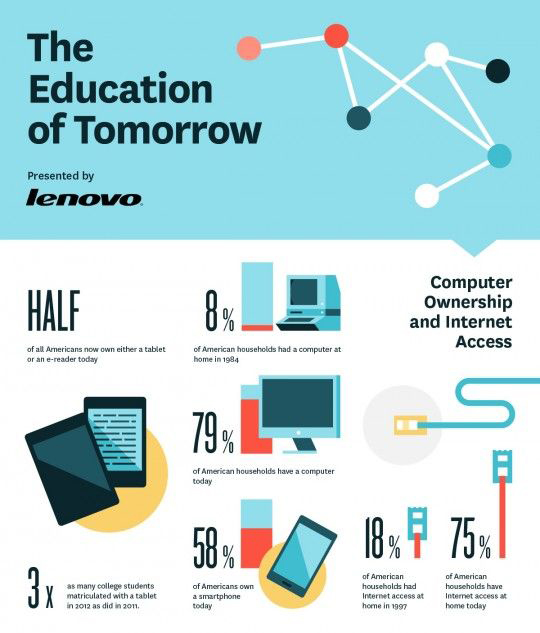 The
Education
of Tomorrow
Presented by
lenovo
Computer
Ownership
and Internet
Access
HALF
of all Americans now own either a tablet
or an e-reader today
8%
of American households had a computer at
home in 1984
79%
of American households have a computer
today
58%
of Americans own
a smartphone
today
18%
of American
households had
Internet access at
home in 1997
75%
of American
households have
Internet access at
home today
3x
as many college students
matriculated with a tablet
in 2012 as did in 2011.